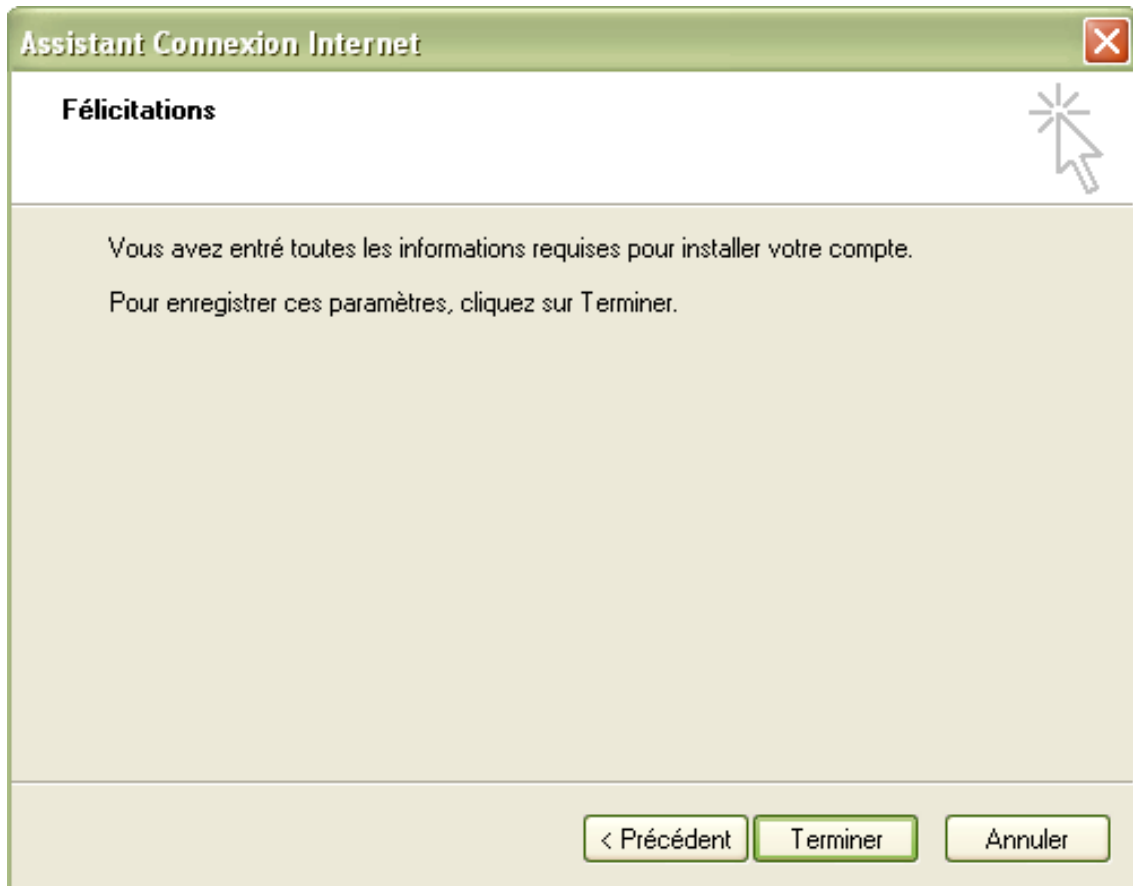 Assistant Connexion Internet
Félicitations
Vous avez entré toutes les informations requises pour installer votre compte.
Pour enregistrer ces paramètres, cliquez sur Terminer.
< Précédent Terminer Annuler